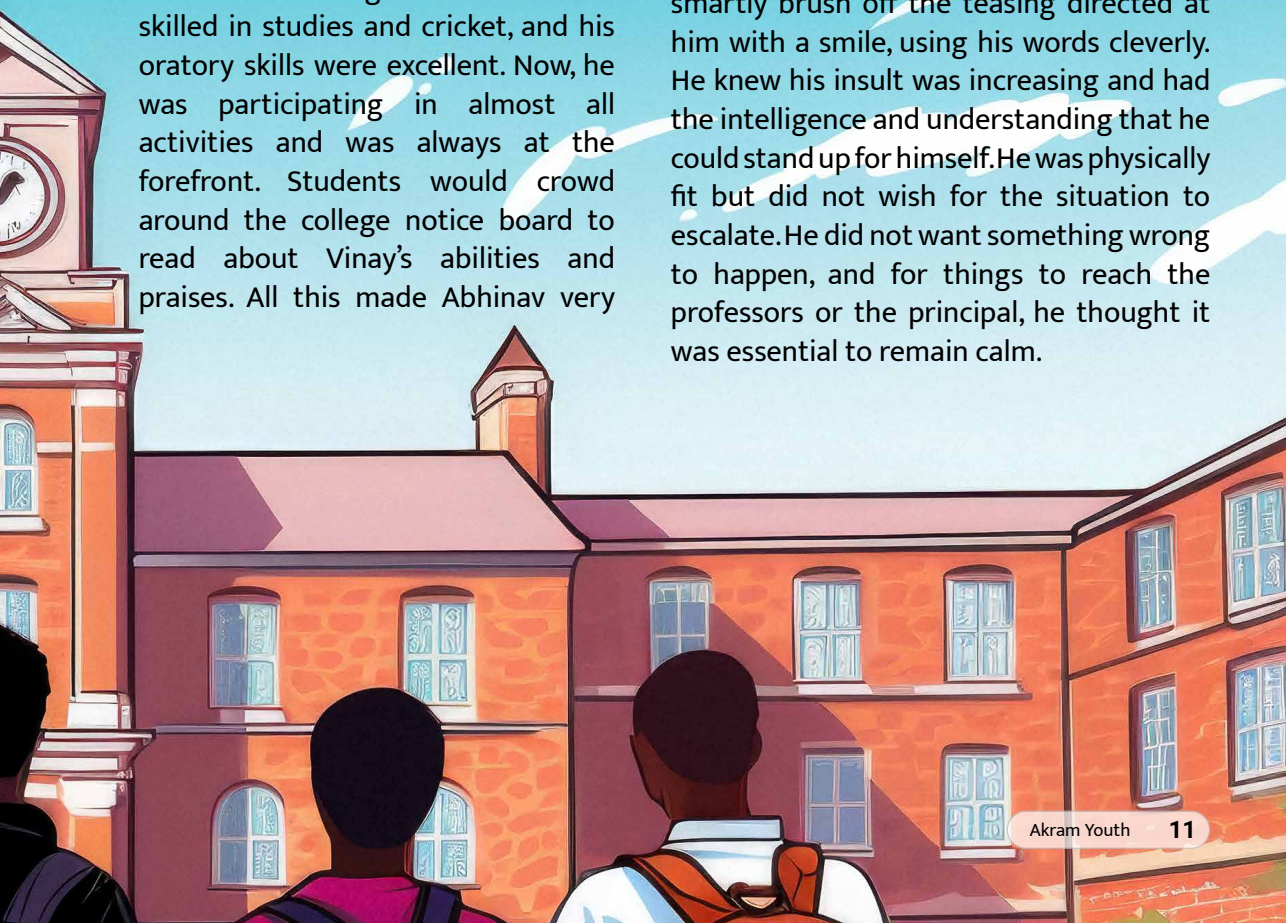 skilled in studies and cricket, and his
oratory skills were excellent. Now, he
was participating in almost all
activities and was always at the
forefront. Students would crowd
around the college notice board to
read about Vinay’s abilities and
praises. All this made Abhinav very
smartly brush off the teasing directed at
him with a smile, using his words cleverly.
He knew his insult was increasing and had
the intelligence and understanding that he
could stand up for himself.He was physically
fit but did not wish for the situation to
escalate.He did not want something wrong
to happen, and for things to reach the
professors or the principal, he thought it
was essential to remain calm.
Akram Youth 11